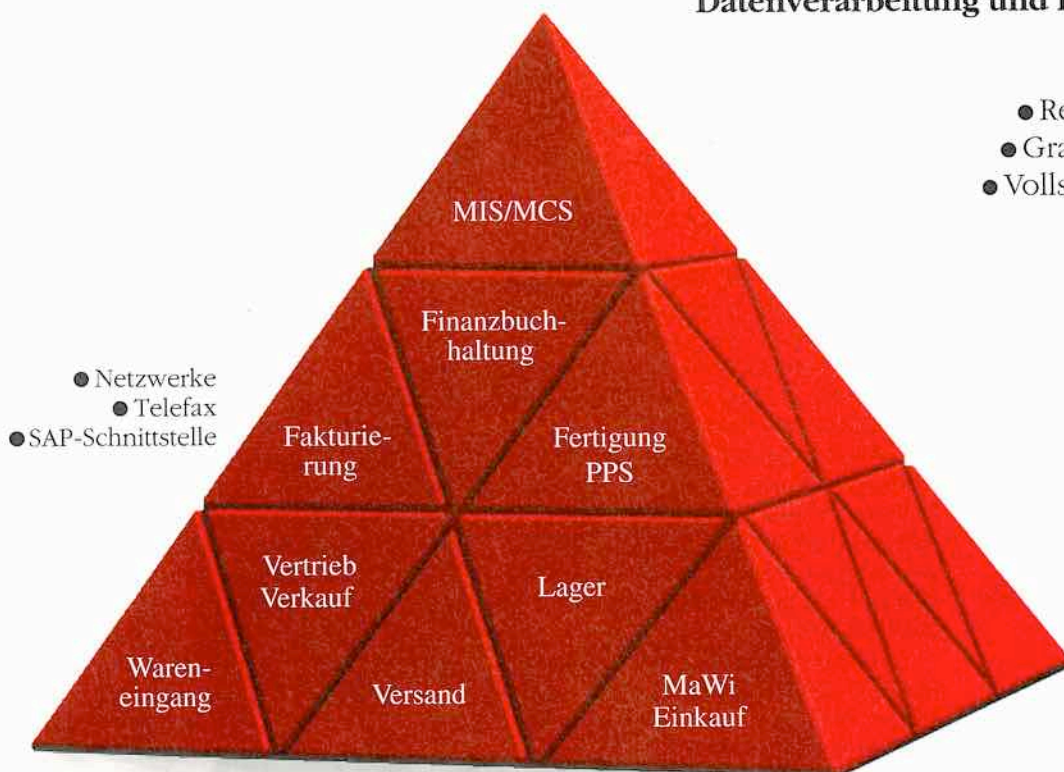 Datenverarbeitung und
MIS/MCS
Finanzbuch-
haltung
● Netzwerke
● Telefax
● SAP-Schnittstelle
Fakturie-
rung
Fertigung
PPS
Vertrieb
Verkauf
Lager
Waren-
eingang
Versand
MaWi
Einkauf